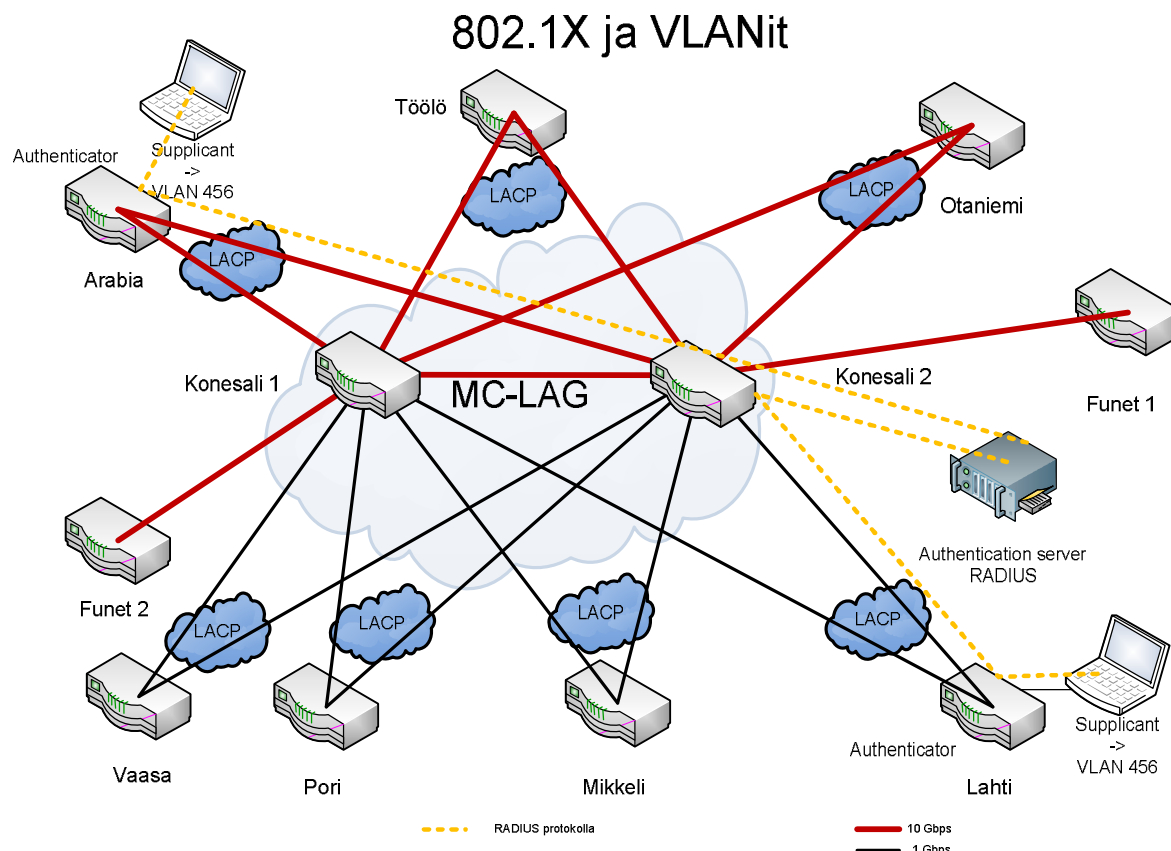 802.1X ja VLANit
Töölö
Authenticator
Supplicant
->
VLAN 456
LACP
LACP
Otaniemi
LACP
Arabia
Konesali 1
MC-LAG
Konesali 2
Funet 1
Authentication server
RADIUS
Funet 2
LACP
LACP
LACP
LACP
Vaasa
Pori
Mikkeli
Authenticator
Lahti
Supplicant
->
VLAN 456
RADIUS protokolla
10 Gbps
1 Gbps